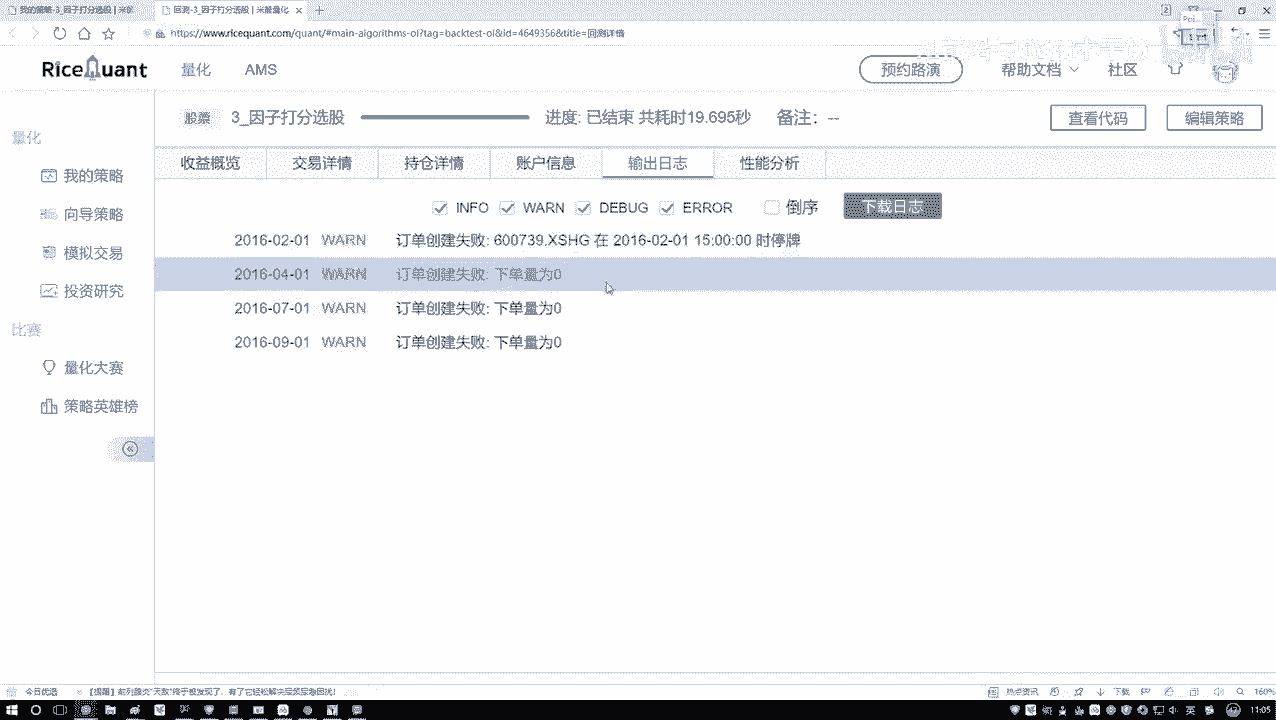 我的策略-3_因子打分选股 | 米筐
回测-3_因子打分选股 | 米筐量化
https://www.ricequant.com/quant/#main-algorithms-ol?tag=backtest-ol&id=4649356&title=回测详情
RiceQuant 量化 AMS 预约路演 帮助文档 社区
股票 3_因子打分选股 进度: 已结束 共耗时19.695秒 备注: -- 查看代码 编辑策略
量化
我的策略
向导策略
模拟交易
投资研究
比赛
量化大赛
策略英雄榜
收益概览 交易详情 持仓详情 账户信息 输出日志 性能分析
INFO WARN DEBUG ERROR 倒序 下载日志
2016-02-01 WARN 订单创建失败: 600739.XSHG 在 2016-02-01 15:00:00 时停牌
2016-04-01 WARN 订单创建失败: 下单量为0
2016-07-01 WARN 订单创建失败: 下单量为0
2016-09-01 WARN 订单创建失败: 下单量为0
今日优选
热点资讯 下载 160%
11:05